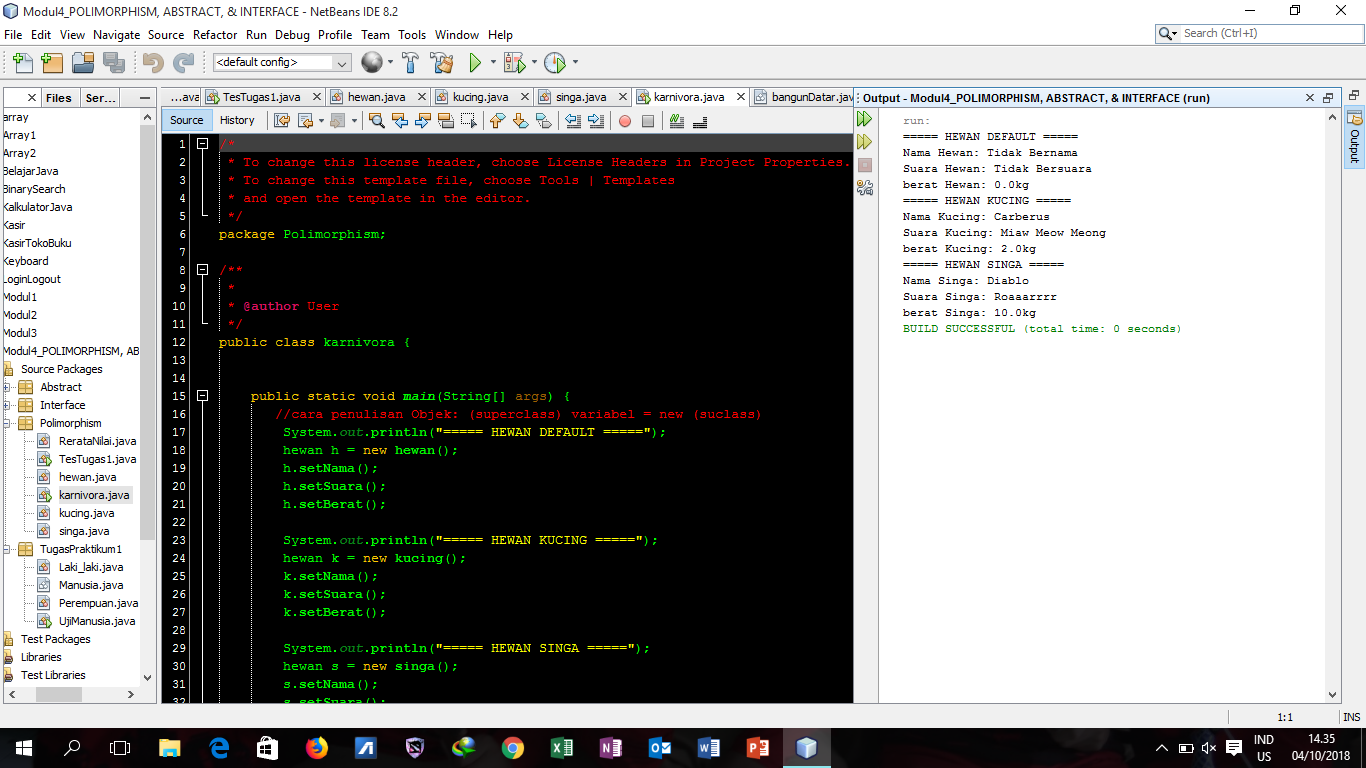 Modul4_POLIMORPHISM, ABSTRACT, & INTERFACE - NetBeans IDE 8.2
File Edit View Navigate Source Refactor Run Debug Profile Team Tools Window Help
Search (Ctrl+I)
<default config>
Files Ser...
...ava TesTugas1.java hewan.java kucing.java singa.java karnivora.java bangunDatar.jav
Source History
array
Array1
Array2
BelajarJava
BinarySearch
KalkulatorJava
Kasir
KasirTokoBuku
Keyboard
LoginLogout
Modul1
Modul2
Modul3
Modul4_POLIMORPHISM, AB
Source Packages
Abstract
Interface
Polimorphism
RerataNilai.java
TesTugas1.java
hewan.java
karnivora.java
kucing.java
singa.java
TugasPraktikum1
Laki_laki.java
Manusia.java
Perempuan.java
UjiManusia.java
Test Packages
Libraries
Test Libraries
1 /*
2 * To change this license header, choose License Headers in Project Properties.
3 * To change this template file, choose Tools | Templates
4 * and open the template in the editor.
5 */
6 package Polimorphism;
7
8 /**
9 *
10 * @author User
11 */
12 public class karnivora {
13
14
15 public static void main(String[] args) {
16 //cara penulisan Objek: (superclass) variabel = new (suclass)
17 System.out.println("===== HEWAN DEFAULT =====");
18 hewan h = new hewan();
19 h.setNama();
20 h.setSuara();
21 h.setBerat();
22
23 System.out.println("===== HEWAN KUCING =====");
24 hewan k = new kucing();
25 k.setNama();
26 k.setSuara();
27 k.setBerat();
28
29 System.out.println("===== HEWAN SINGA =====");
30 hewan s = new singa();
31 s.setNama();
32 s.setSuara();
Output - Modul4_POLIMORPHISM, ABSTRACT, & INTERFACE (run)
run:
===== HEWAN DEFAULT =====
Nama Hewan: Tidak Bernama
Suara Hewan: Tidak Bersuara
berat Hewan: 0.0kg
===== HEWAN KUCING =====
Nama Kucing: Carberus
Suara Kucing: Miaw Meow Meong
berat Kucing: 2.0kg
===== HEWAN SINGA =====
Nama Singa: Diablo
Suara Singa: Roaaarrrr
berat Singa: 10.0kg
BUILD SUCCESSFUL (total time: 0 seconds)
Output
1:1 INS
IND
US
14.35
04/10/2018